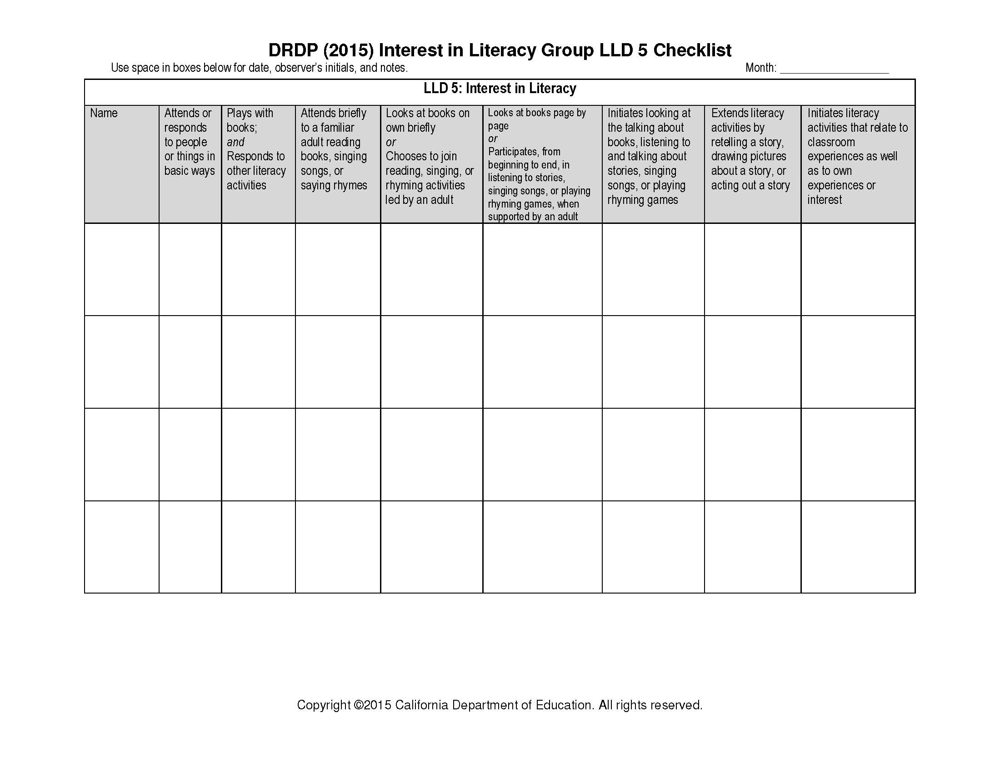 DRDP (2015) Interest in Literacy Group LLD 5 Checklist
Use space in boxes below for date, observer's initials, and notes.
Month: _________________
LLD 5: Interest in Literacy
Name
Attends or
responds
to people
or things in
basic ways
Plays with
books;
and
Responds to
other literacy
activities
Attends briefly
to a familiar
adult reading
books, singing
songs, or
saying rhymes
Looks at books on
own briefly
or
Chooses to join
reading, singing, or
rhyming activities
led by an adult
Looks at books page by
page
or
Participates, from
beginning to end, in
listening to stories,
singing songs, or playing
rhyming games, when
supported by an adult
Initiates looking at
the talking about
books, listening to
and talking about
stories, singing
songs, or playing
rhyming games
Extends literacy
activities by
retelling a story,
drawing pictures
about a story, or
acting out a story
Initiates literacy
activities that relate to
classroom
experiences as well
as to own
experiences or
interest
Copyright ©2015 California Department of Education. All rights reserved.